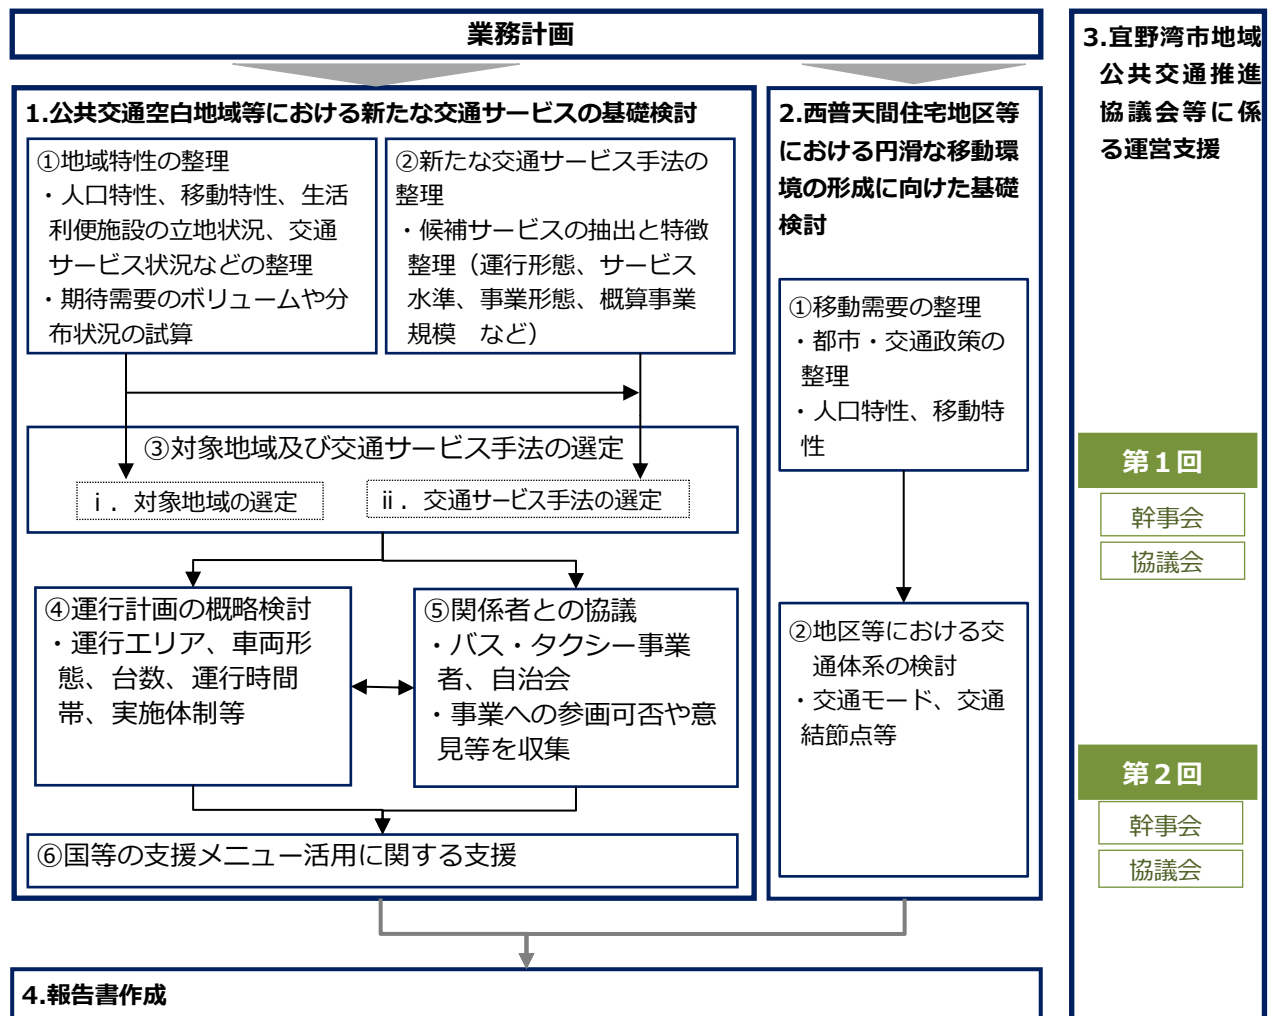 業務計画
1.公共交通空白地域等における新たな交通サービスの基礎検討
①地域特性の整理
・人口特性、移動特性、生活
利便施設の立地状況、交通
サービス状況などの整理
・期待需要のボリュームや分
布状況の試算
②新たな交通サービス手法の
整理
・候補サービスの抽出と特徴
整理（運行形態、サービス
水準、事業形態、概算事業
規模　など）
③対象地域及び交通サービス手法の選定
ⅰ．対象地域の選定
ⅱ．交通サービス手法の選定
④運行計画の概略検討
・運行エリア、車両形
態、台数、運行時間
帯、実施体制等
⑤関係者との協議
・バス・タクシー事業
者、自治会
・事業への参画可否や意
見等を収集
⑥国等の支援メニュー活用に関する支援
2.西普天間住宅地区等
における円滑な移動環
境の形成に向けた基礎
検討
①移動需要の整理
・都市・交通政策の
整理
・人口特性、移動特
性
②地区等における交
通体系の検討
・交通モード、交通
結節点等
3.宜野湾市地域
公共交通推進
協議会等に係
る運営支援
第１回
幹事会
協議会
第２回
幹事会
協議会
4.報告書作成